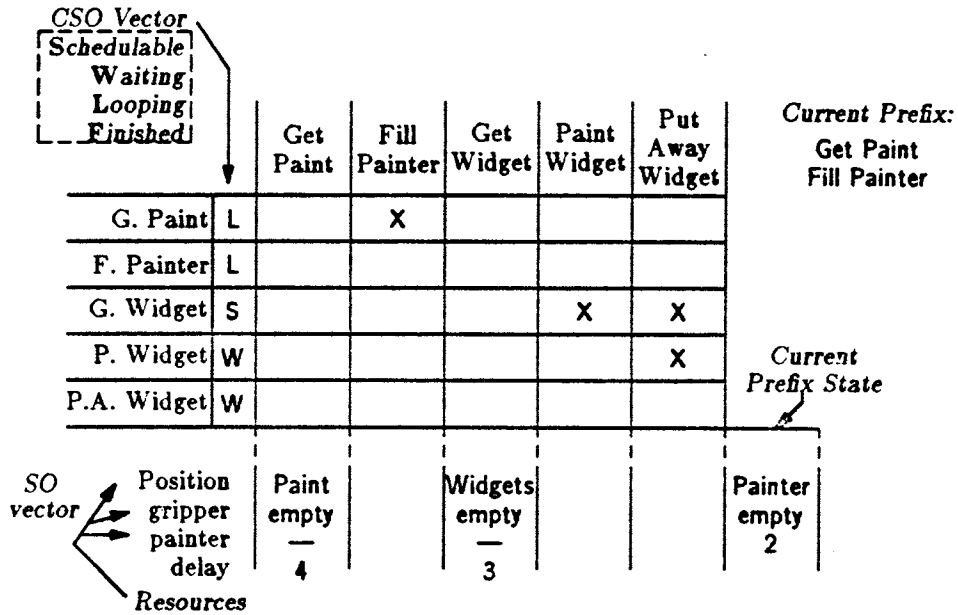 CSO Vector
Schedulable
Waiting
Looping
Finished
Get Paint
Fill Painter
Get Widget
Paint Widget
Put Away Widget
Current Prefix:
Get Paint
Fill Painter
G. Paint L X
F. Painter L
G. Widget S X X
P. Widget W X
P.A. Widget W
Current
Prefix State
SO
vector
Position Paint Widgets Painter
gripper empty empty empty
painter — — 2
delay 4 3
Resources